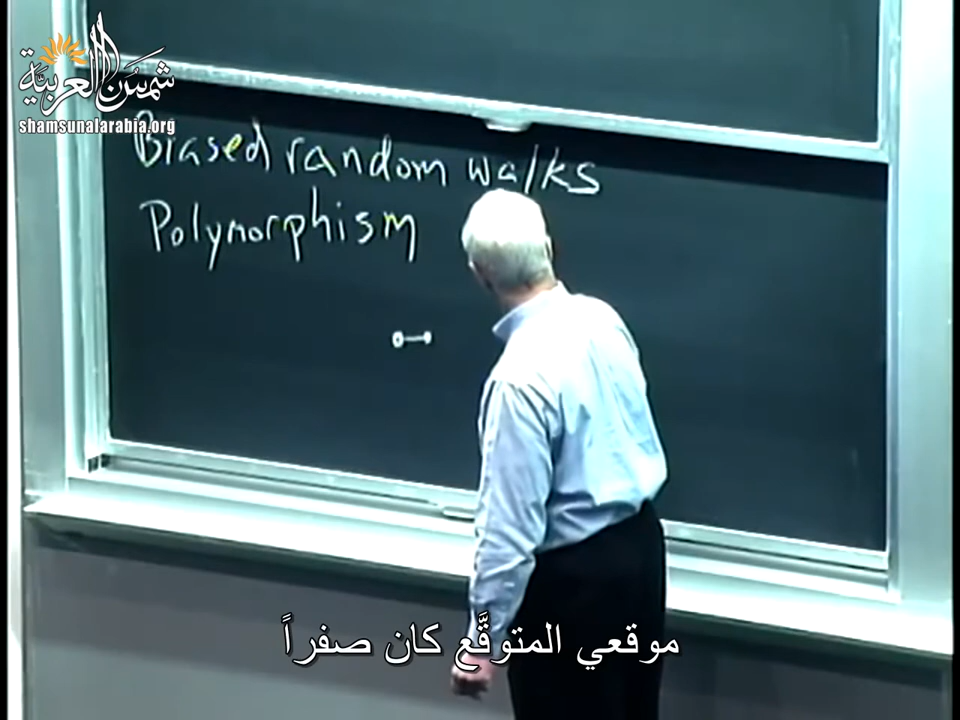 شمس العربية
shamsunalarabia.org
Biased random walks
Polymorphism
موقعي المتوقَّع كان صفراً